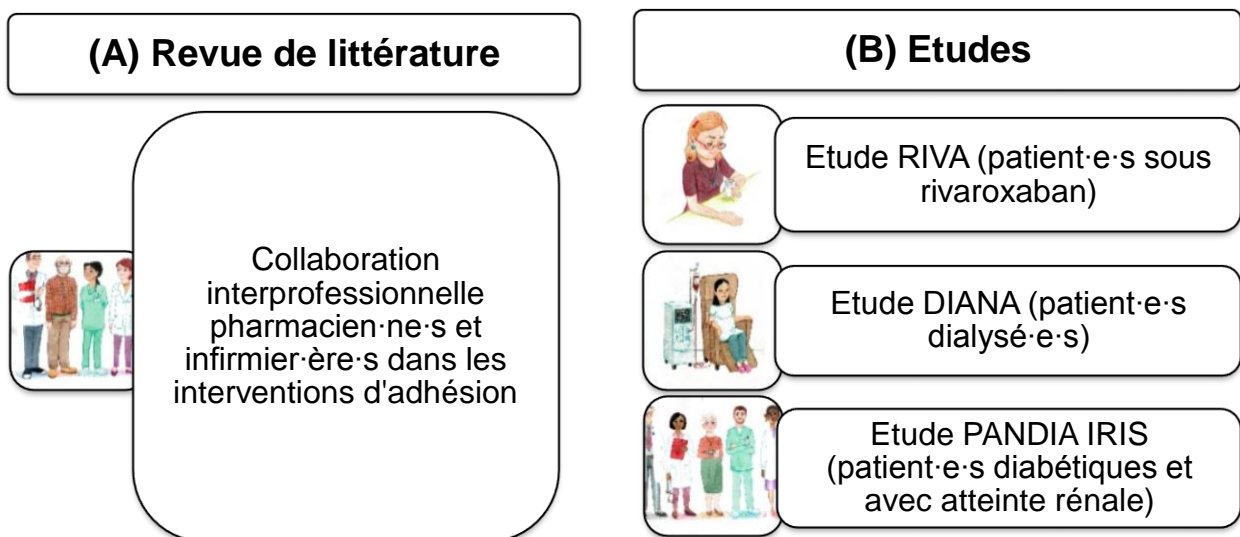 (A) Revue de littérature
Collaboration
interprofessionnelle
pharmacien·ne·s et
infirmier·ère·s dans les
interventions d'adhésion
(B) Etudes
Etude RIVA (patient·e·s sous
rivaroxaban)
Etude DIANA (patient·e·s
dialysé·e·s)
Etude PANDIA IRIS
(patient·e·s diabétiques et
avec atteinte rénale)